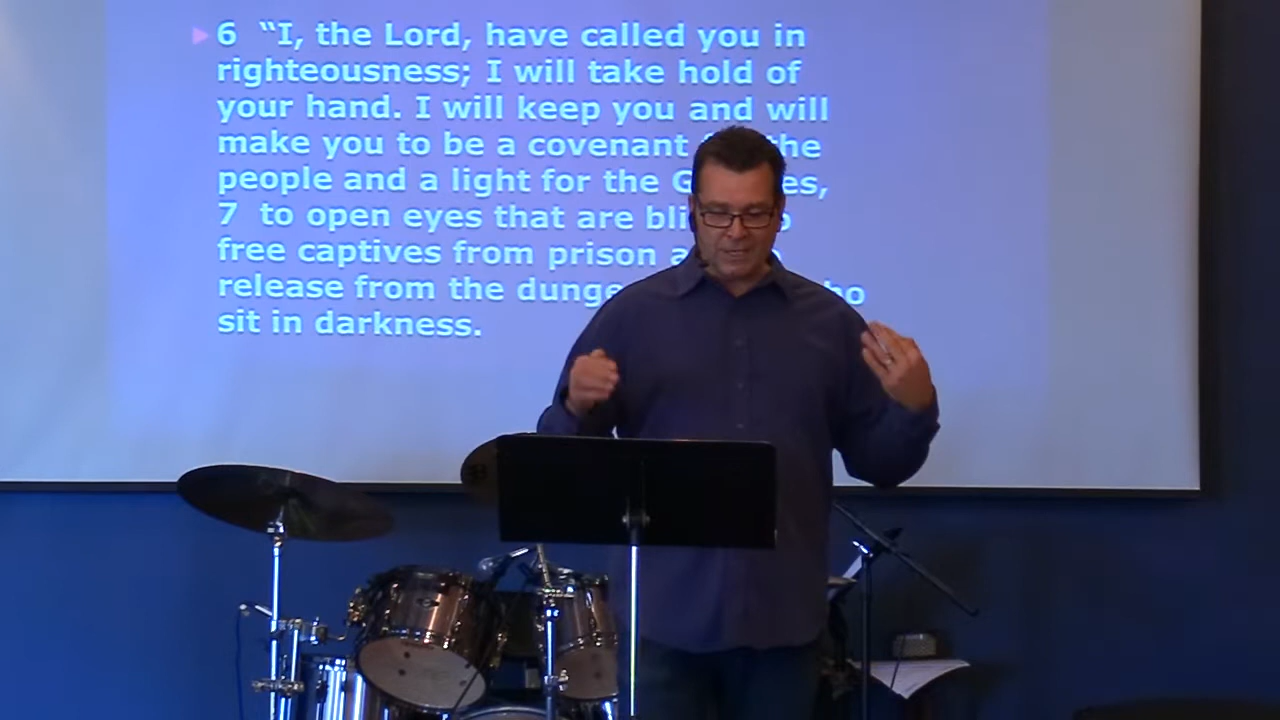 6 “I, the Lord, have called you in
righteousness; I will take hold of
your hand. I will keep you and will
make you to be a covenant the
people and a light for the
7 to open eyes that are
free captives from prison
release from the
sit in darkness.